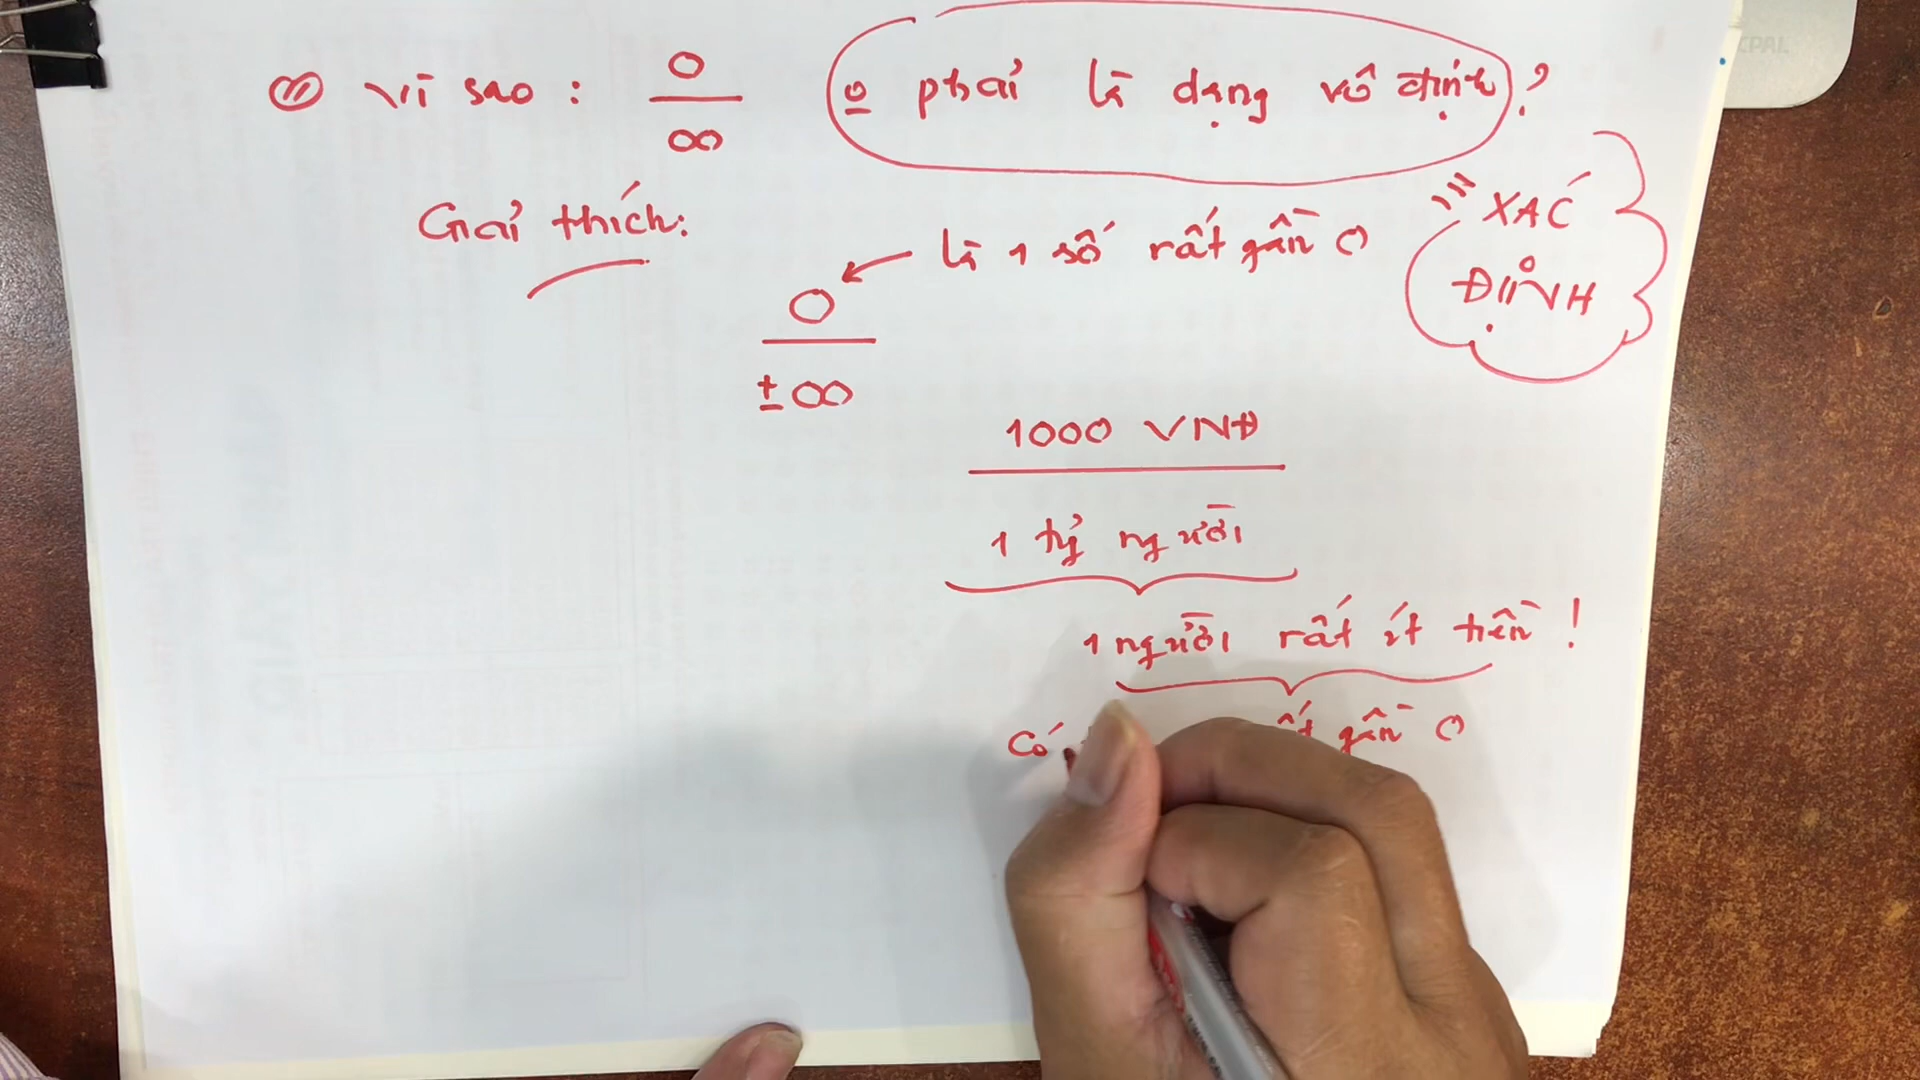 Vì sao : 0/∞ o̲ phải là dạng vô định ?
XÁC
ĐỊNH
Giải thích:
0/±∞ là 1 số rất gần 0
1000 VNĐ
1 tỷ người
1 người rất ít tiền !
có gần 0